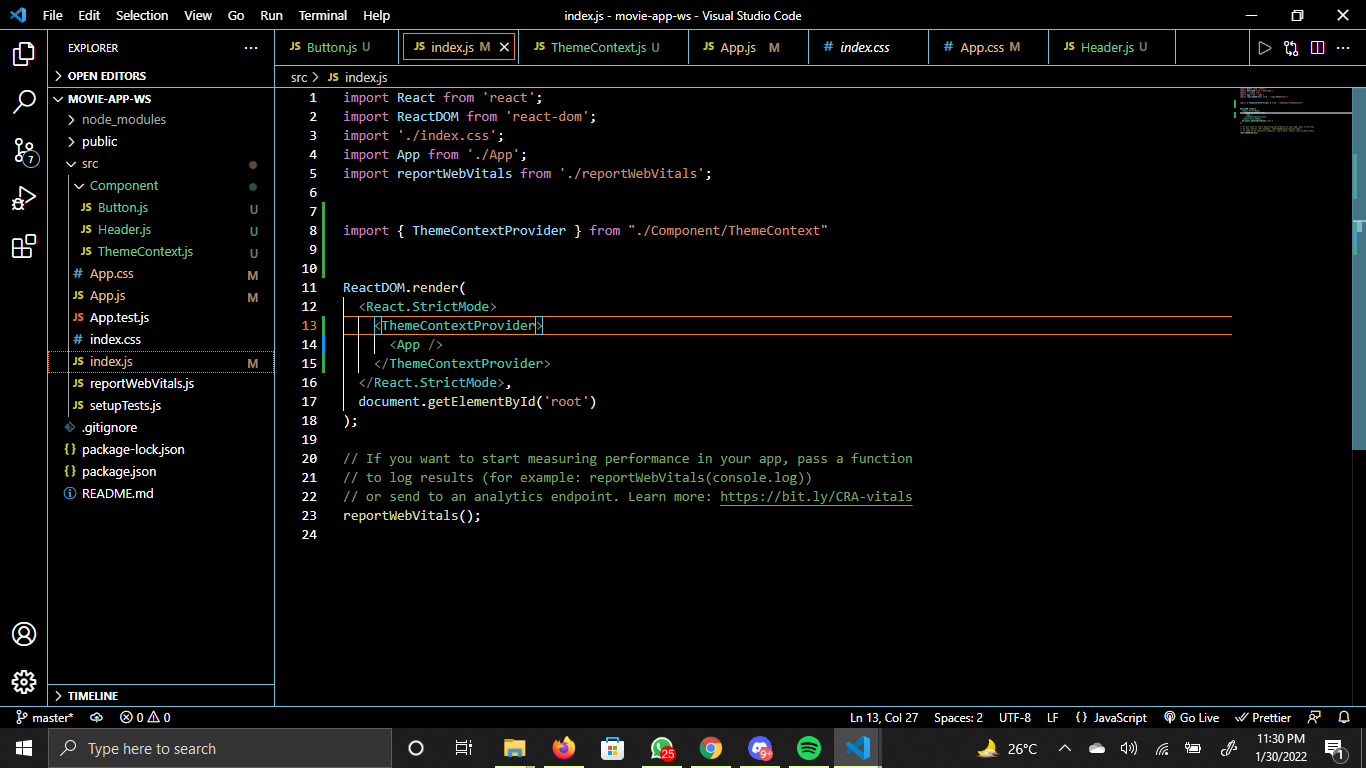 File Edit Selection View Go Run Terminal Help index.js - movie-app-ws - Visual Studio Code
EXPLORER
OPEN EDITORS
MOVIE-APP-WS
node_modules
public
src
Component
JS Button.js U
JS Header.js U
JS ThemeContext.js U
# App.css M
JS App.js M
JS App.test.js
# index.css
JS index.js M
JS reportWebVitals.js
JS setupTests.js
.gitignore
{} package-lock.json
{} package.json
README.md
TIMELINE
7
JS Button.js U JS index.js M JS ThemeContext.js U JS App.js M # index.css # App.css M JS Header.js U
src > JS index.js
1 import React from 'react';
2 import ReactDOM from 'react-dom';
3 import './index.css';
4 import App from './App';
5 import reportWebVitals from './reportWebVitals';
6
7
8 import { ThemeContextProvider } from "./Component/ThemeContext"
9
10
11 ReactDOM.render(
12 <React.StrictMode>
13 <ThemeContextProvider>
14 <App />
15 </ThemeContextProvider>
16 </React.StrictMode>,
17 document.getElementById('root')
18 );
19
20 // If you want to start measuring performance in your app, pass a function
21 // to log results (for example: reportWebVitals(console.log))
22 // or send to an analytics endpoint. Learn more: https://bit.ly/CRA-vitals
23 reportWebVitals();
24
master* 0 0 Ln 13, Col 27 Spaces: 2 UTF-8 LF {} JavaScript Go Live Prettier
Type here to search 25 9+ 26°C 11:30 PM
1/30/2022 1